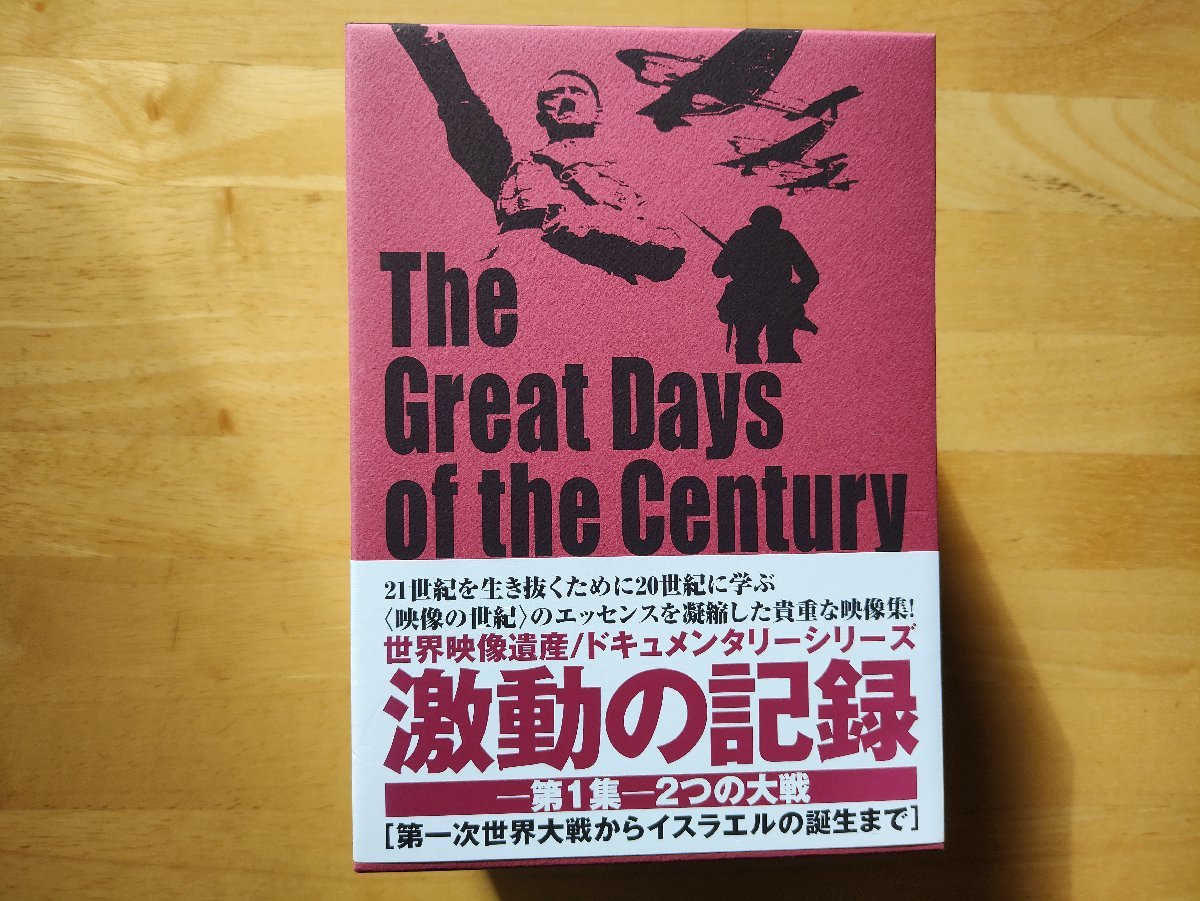 The
Great Days
of the Century
21世紀を生き抜くために20世紀に学ぶ
〈映像の世紀〉のエッセンスを凝縮した貴重な映像集!
世界映像遺産/ドキュメンタリーシリーズ
激動の記録
—第1集—2つの大戦
[第一次世界大戦からイスラエルの誕生まで]